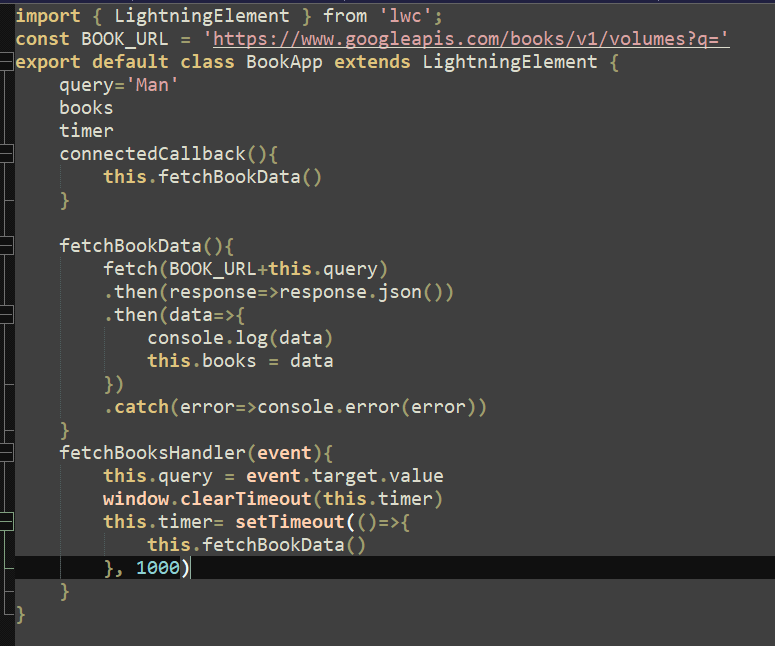 import { LightningElement } from 'lwc';
const BOOK_URL = 'https://www.googleapis.com/books/v1/volumes?q='
export default class BookApp extends LightningElement {
    query='Man'
    books
    timer
    connectedCallback(){
        this.fetchBookData()
    }

    fetchBookData(){
        fetch(BOOK_URL+this.query)
        .then(response=>response.json())
        .then(data=>{
            console.log(data)
            this.books = data
        })
        .catch(error=>console.error(error))
    }
    fetchBooksHandler(event){
        this.query = event.target.value
        window.clearTimeout(this.timer)
        this.timer= setTimeout(()=>{
            this.fetchBookData()
        }, 1000)
    }
}